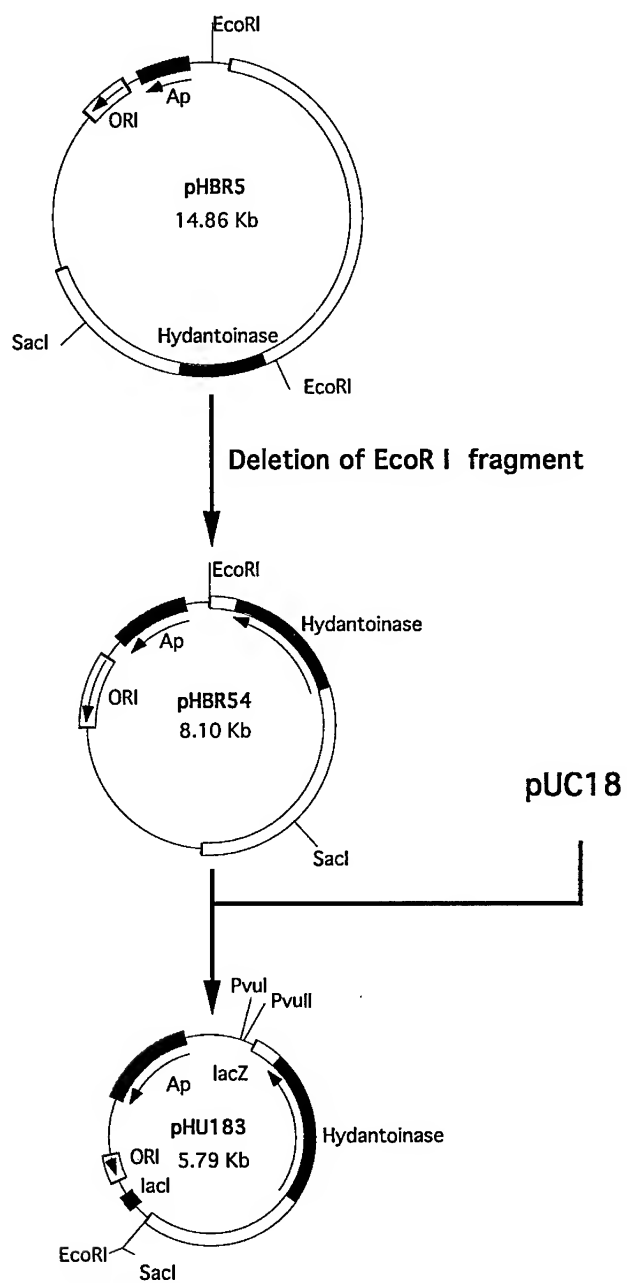 EcoRI
Ap
ORI
pHBR5
14.86 Kb
Hydantoinase
SacI
EcoRI
Deletion of EcoR I fragment
EcoRI
Hydantoinase
Ap
ORI
pHBR54
8.10 Kb
pUC18
SacI
PvuI
PvuII
lacZ
Ap
pHU183
Hydantoinase
5.79 Kb
ORI
lacI
EcoRI
SacI